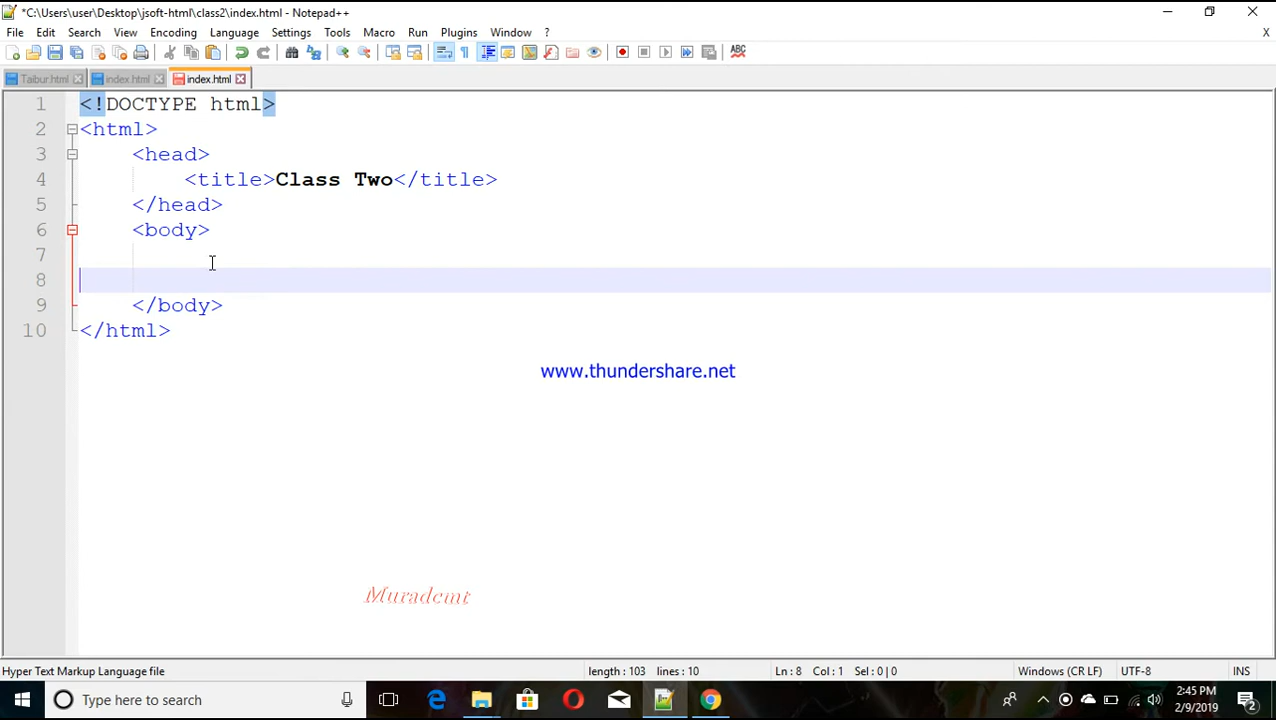 *C:\Users\user\Desktop\jsoft-html\class2\index.html - Notepad++
File Edit Search View Encoding Language Settings Tools Macro Run Plugins Window ? X
Taibur.html index.html index.html
1 <!DOCTYPE html>
2 <html>
3 <head>
4 <title>Class Two</title>
5 </head>
6 <body>
7
8
9 </body>
10 </html>
www.thundershare.net
Muradcmt
Hyper Text Markup Language file length : 103 lines : 10 Ln : 8 Col : 1 Sel : 0 | 0 Windows (CR LF) UTF-8 INS
Type here to search 2:45 PM
2/9/2019 2